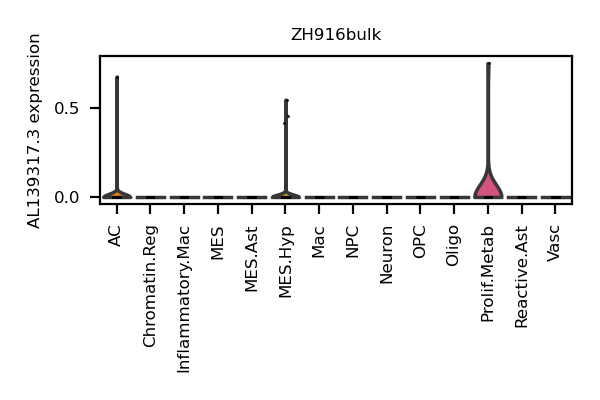 ZH916bulk
AL139317.3 expression
0.5
0.0
AC
Chromatin.Reg
Inflammatory.Mac
MES
MES.Ast
MES.Hyp
Mac
NPC
Neuron
OPC
Oligo
Prolif.Metab
Reactive.Ast
Vasc